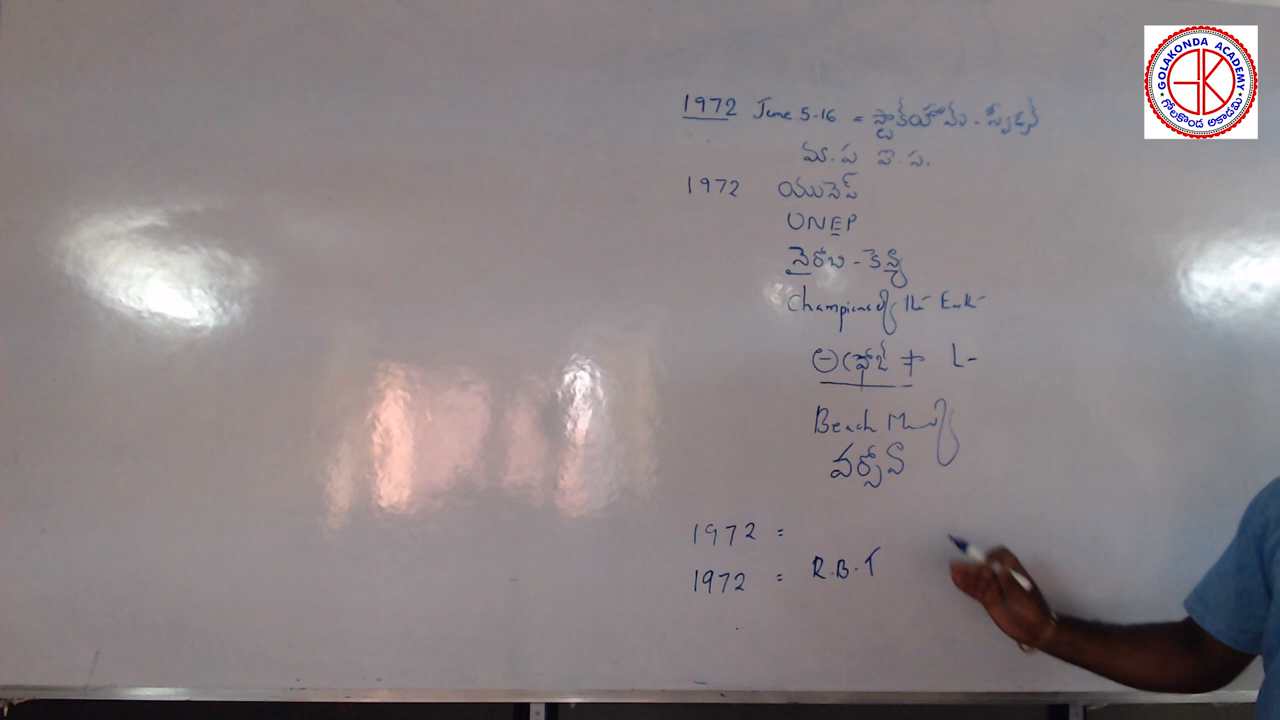 1972 June 5-16 = స్టాక్‌హోమ్ - స్వీడన్
మా. ప ఐ. స.
1972 యునెప్
UNEP
నైరోబి - కెన్యా
Champions of the Earth
అఫ్రోజ్
Beach
వర్సోవా
1972 =
1972 = R.B.T
GOLAKONDA ACADEMY
గోలకొండ అకాడమి